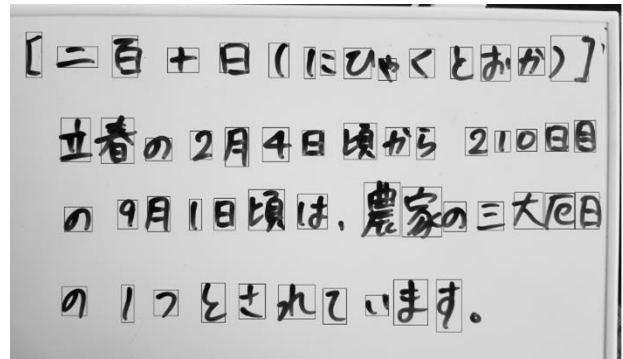 [二百十日(にひゃくとおか)]
立春の2月4日頃から 210日目
の9月1日頃は、農家の三大厄日
の1つとされています。